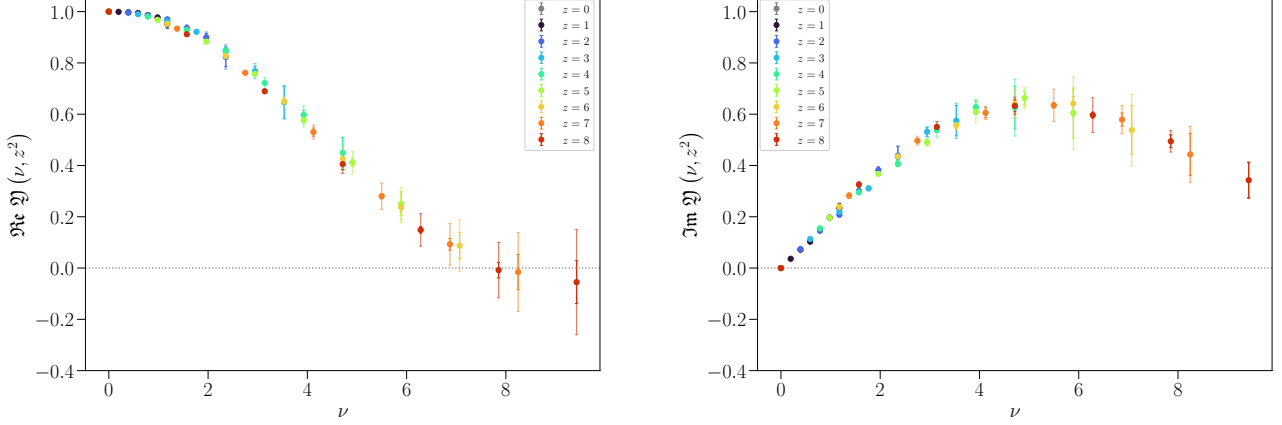 1.0
0.8
0.6
0.4
0.2
0.0
−0.2
−0.4
0
2
4
6
8
ν
ℜ𝔢 𝔜 (ν, z²)
z = 0
z = 1
z = 2
z = 3
z = 4
z = 5
z = 6
z = 7
z = 8
1.0
0.8
0.6
0.4
0.2
0.0
−0.2
−0.4
0
2
4
6
8
ν
ℑ𝔪 𝔜 (ν, z²)
z = 0
z = 1
z = 2
z = 3
z = 4
z = 5
z = 6
z = 7
z = 8